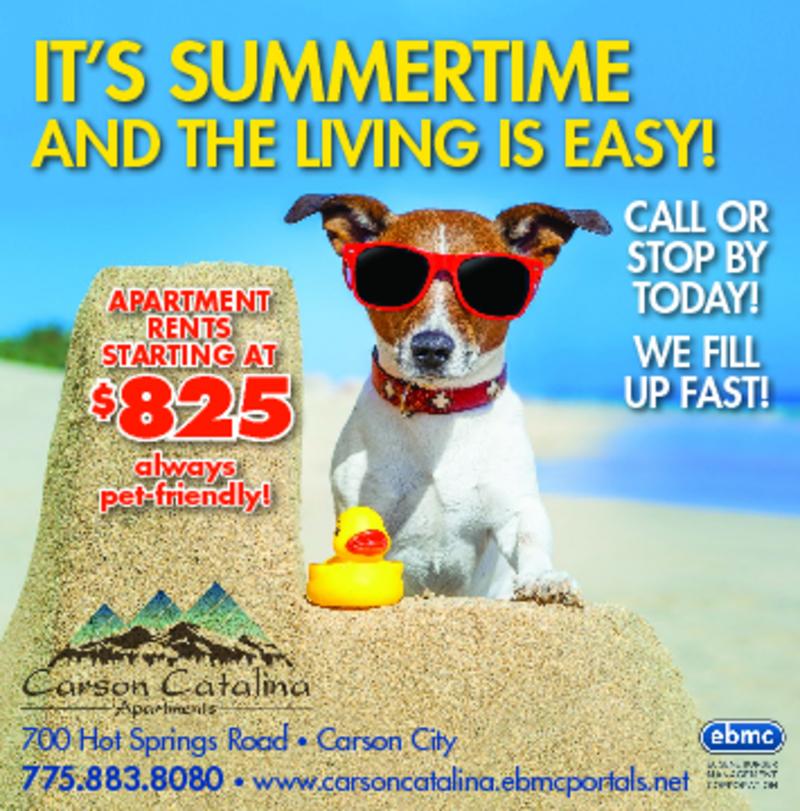 IT'S SUMMERTIME
AND THE LIVING IS EASY!
CALL OR
STOP BY
TODAY!
WE FILL
UP FAST!
APARTMENT
RENTS
STARTING AT
$825
always
pet-friendly!
Carson Catalina
Apartments
700 Hot Springs Road • Carson City
775.883.8080 • www.carsoncatalina.ebmcportals.net
ebmc
MANAGEMENT
CORPORATION